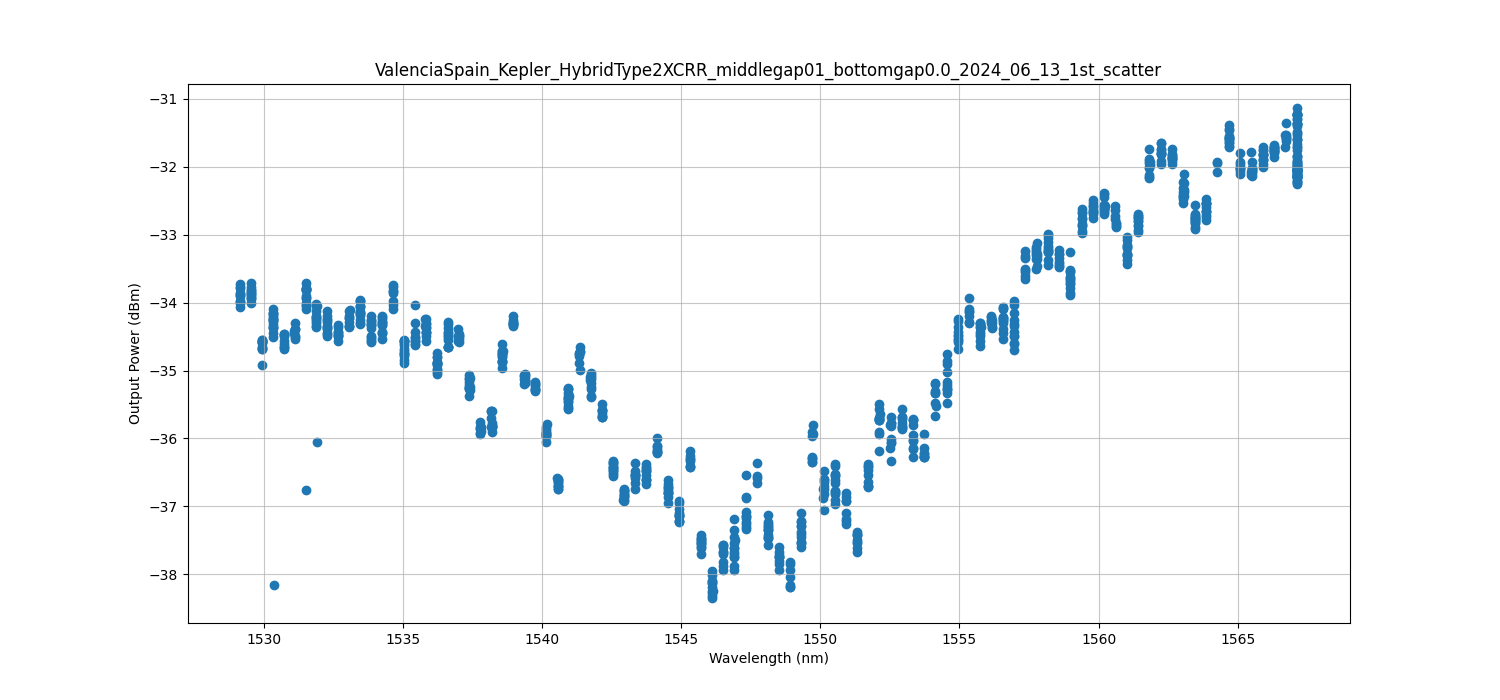 ValenciaSpain_Kepler_HybridType2XCRR_middlegap01_bottomgap0.0_2024_06_13_1st_scatter
−31
−32
−33
−34
−35
−36
−37
−38
Output Power (dBm)
1530 1535 1540 1545 1550 1555 1560 1565
Wavelength (nm)